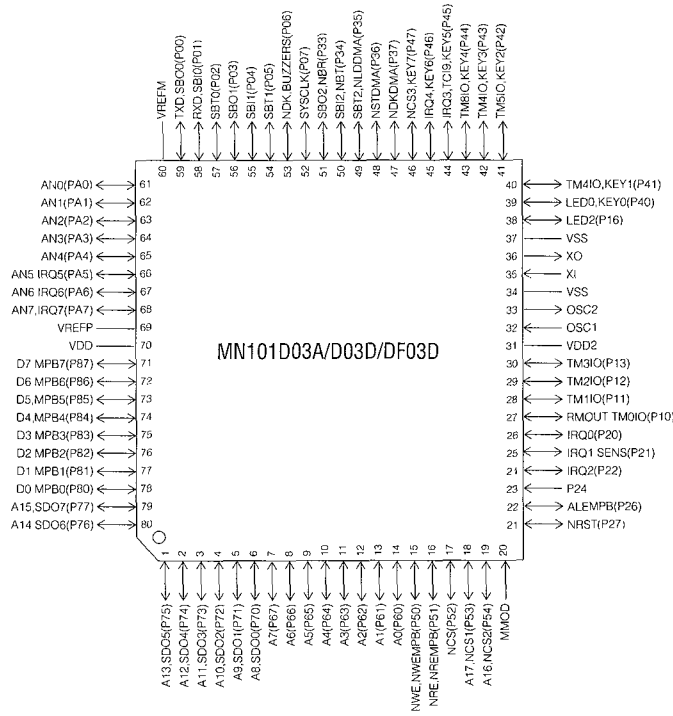 VREFM
TXD,SBO0(P00)
RXD,SBI0(P01)
SBT0(P02)
SBO1(P03)
SBI1(P04)
SBT1(P05)
NDK,BUZZERS(P06)
SYSCLK(P07)
SBO2,NBR(P33)
SBI2,NBT(P34)
SBT2,NLDDMA(P35)
NSTDMA(P36)
NDKDMA(P37)
NCS3,KEY7(P47)
IRQ4,KEY6(P46)
IRQ3,TCI9,KEY5(P45)
TM8IO,KEY4(P44)
TM4IO,KEY3(P43)
TM5IO,KEY2(P42)
60 59 58 57 56 55 54 53 52 51 50 49 48 47 46 45 44 43 42 41
AN0(PA0) 61
AN1(PA1) 62
AN2(PA2) 63
AN3(PA3) 64
AN4(PA4) 65
AN5 IRQ5(PA5) 66
AN6 IRQ6(PA6) 67
AN7,IRQ7(PA7) 68
VREFP 69
VDD 70
D7 MPB7(P87) 71
D6 MPB6(P86) 72
D5,MPB5(P85) 73
D4,MPB4(P84) 74
D3 MPB3(P83) 75
D2 MPB2(P82) 76
D1 MPB1(P81) 77
D0 MPB0(P80) 78
A15,SDO7(P77) 79
A14 SDO6(P76) 80
MN101D03A/D03D/DF03D
40 TM4IO,KEY1(P41)
39 LED0,KEY0(P40)
38 LED2(P16)
37 VSS
36 XO
35 XI
34 VSS
33 OSC2
32 OSC1
31 VDD2
30 TM3IO(P13)
29 TM2IO(P12)
28 TM1IO(P11)
27 RMOUT TM0IO(P10)
26 IRQ0(P20)
25 IRQ1 SENS(P21)
24 IRQ2(P22)
23 P24
22 ALEMPB(P26)
21 NRST(P27)
1 2 3 4 5 6 7 8 9 10 11 12 13 14 15 16 17 18 19 20
A13,SDO5(P75)
A12,SDO4(P74)
A11,SDO3(P73)
A10,SDO2(P72)
A9,SDO1(P71)
A8,SDO0(P70)
A7(P67)
A6(P66)
A5(P65)
A4(P64)
A3(P63)
A2(P62)
A1(P61)
A0(P60)
NWE,NWEMPB(P50)
NRE,NREMPB(P51)
NCS(P52)
A17,NCS1(P53)
A16,NCS2(P54)
MMOD